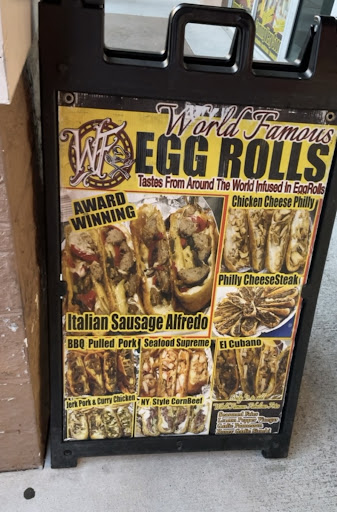 World Famous
WF
EGG ROLLS
Tastes From Around The World Infused In EggRolls
AWARD
WINNING
Chicken Cheese Philly
Philly CheeseSteak
Italian Sausage Alfredo
BBQ Pulled Pork
Seafood Supreme
El Cubano
Jerk Pork & Curry Chicken
NY. Style CornBeef